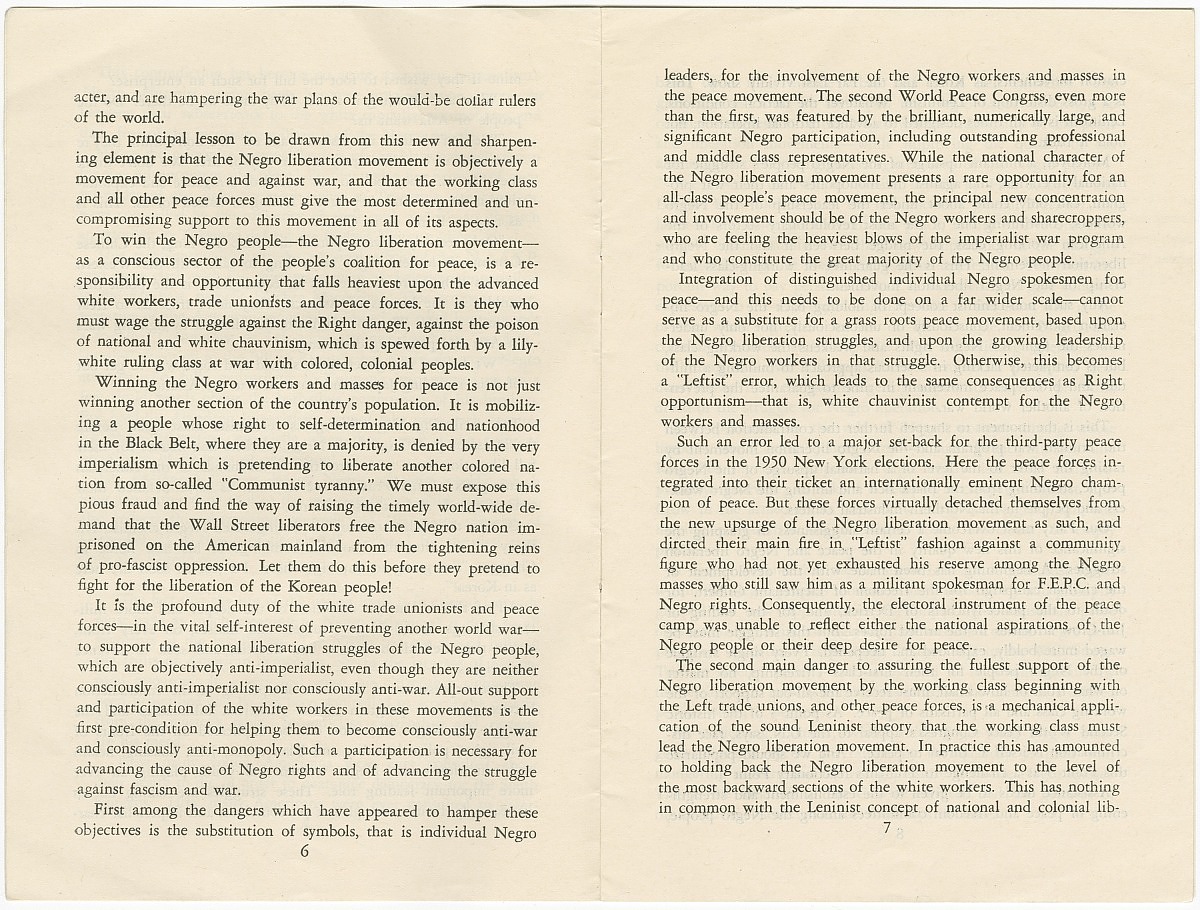 acter, and are hampering the war plans of the would-be dollar rulers
of the world.
The principal lesson to be drawn from this new and sharpen-
ing element is that the Negro liberation movement is objectively a
movement for peace and against war, and that the working class
and all other peace forces must give the most determined and un-
compromising support to this movement in all of its aspects.
To win the Negro people—the Negro liberation movement—
as a conscious sector of the people's coalition for peace, is a re-
sponsibility and opportunity that falls heaviest upon the advanced
white workers, trade unionists and peace forces. It is they who
must wage the struggle against the Right danger, against the poison
of national and white chauvinism, which is spewed forth by a lily-
white ruling class at war with colored, colonial peoples.
Winning the Negro workers and masses for peace is not just
winning another section of the country's population. It is mobiliz-
ing a people whose right to self-determination and nationhood
in the Black Belt, where they are a majority, is denied by the very
imperialism which is pretending to liberate another colored na-
tion from so-called "Communist tyranny." We must expose this
pious fraud and find the way of raising the timely world-wide de-
mand that the Wall Street liberators free the Negro nation im-
prisoned on the American mainland from the tightening reins
of pro-fascist oppression. Let them do this before they pretend to
fight for the liberation of the Korean people!
It is the profound duty of the white trade unionists and peace
forces—in the vital self-interest of preventing another world war—
to support the national liberation struggles of the Negro people,
which are objectively anti-imperialist, even though they are neither
consciously anti-imperialist nor consciously anti-war. All-out support
and participation of the white workers in these movements is the
first pre-condition for helping them to become consciously anti-war
and consciously anti-monopoly. Such a participation is necessary for
advancing the cause of Negro rights and of advancing the struggle
against fascism and war.
First among the dangers which have appeared to hamper these
objectives is the substitution of symbols, that is individual Negro
6
leaders, for the involvement of the Negro workers and masses in
the peace movement. The second World Peace Congrss, even more
than the first, was featured by the brilliant, numerically large, and
significant Negro participation, including outstanding professional
and middle class representatives. While the national character of
the Negro liberation movement presents a rare opportunity for an
all-class people's peace movement, the principal new concentration
and involvement should be of the Negro workers and sharecroppers,
who are feeling the heaviest blows of the imperialist war program
and who constitute the great majority of the Negro people.
Integration of distinguished individual Negro spokesmen for
peace—and this needs to be done on a far wider scale—cannot
serve as a substitute for a grass roots peace movement, based upon
the Negro liberation struggles, and upon the growing leadership
of the Negro workers in that struggle. Otherwise, this becomes
a "Leftist" error, which leads to the same consequences as Right
opportunism—that is, white chauvinist contempt for the Negro
workers and masses.
Such an error led to a major set-back for the third-party peace
forces in the 1950 New York elections. Here the peace forces in-
tegrated into their ticket an internationally eminent Negro cham-
pion of peace. But these forces virtually detached themselves from
the new upsurge of the Negro liberation movement as such, and
dircted their main fire in "Leftist" fashion against a community
figure who had not yet exhausted his reserve among the Negro
masses who still saw him as a militant spokesman for F.E.P.C. and
Negro rights. Consequently, the electoral instrument of the peace
camp was unable to reflect either the national aspirations of the
Negro people or their deep desire for peace.
The second main danger to assuring the fullest support of the
Negro liberation movement by the working class beginning with
the Left trade unions, and other peace forces, is a mechanical appli-
cation of the sound Leninist theory that the working class must
lead the Negro liberation movement. In practice this has amounted
to holding back the Negro liberation movement to the level of
the most backward sections of the white workers. This has nothing
in common with the Leninist concept of national and colonial lib-
7